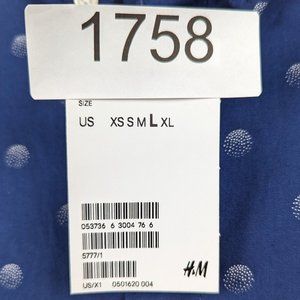 1758
SIZE
US XS S M L XL
053736 6 3004 76 6
5777/1
H&M
US/X1 0501620 004